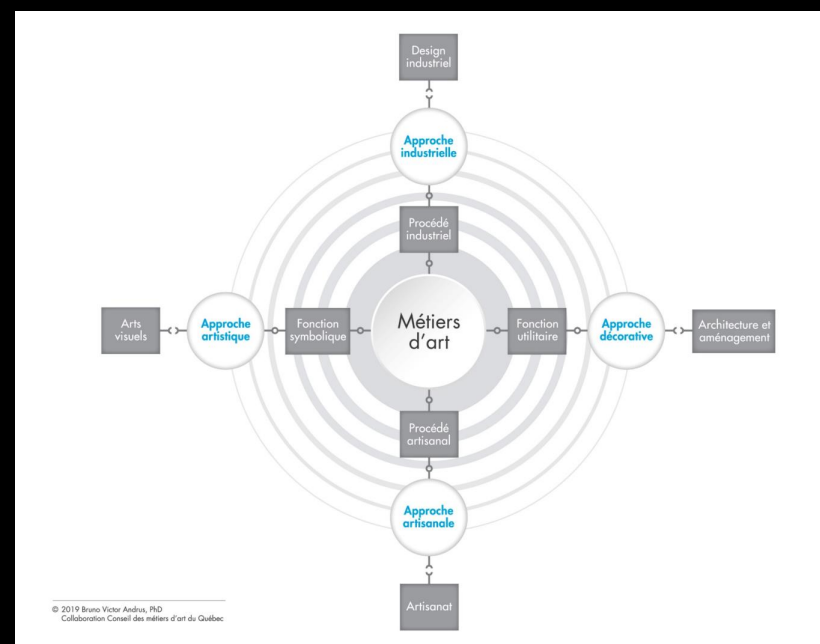 Design
industriel
Approche
industrielle
Procédé
industriel
Arts
visuels
Approche
artistique
Fonction
symbolique
Métiers
d'art
Fonction
utilitaire
Approche
décorative
Architecture et
aménagement
Procédé
artisanal
Approche
artisanale
Artisanat
© 2019 Bruno Victor Andrus, PhD
Collaboration Conseil des métiers d'art du Québec